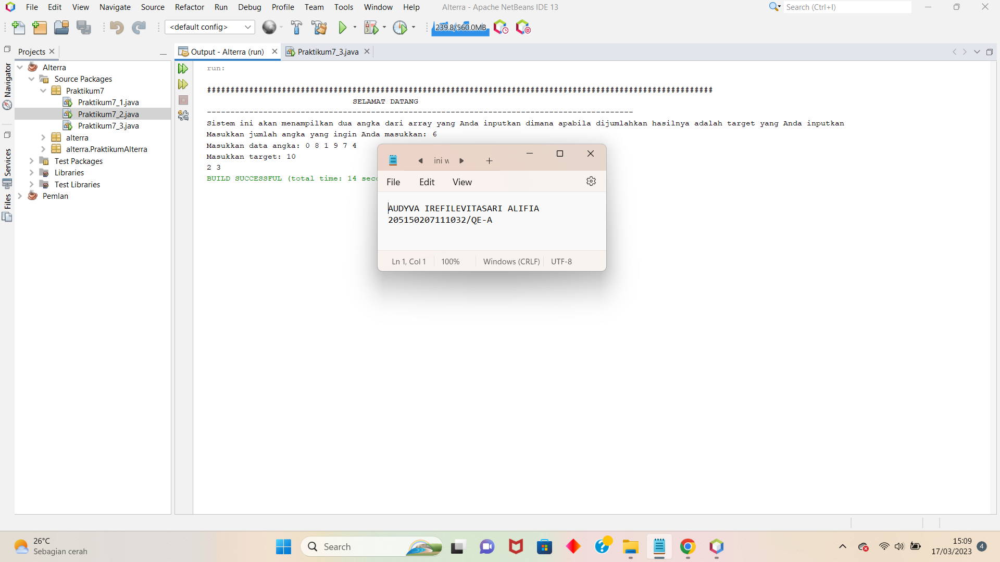 File Edit View Navigate Source Refactor Run Debug Profile Team Tools Window Help Alterra - Apache NetBeans IDE 13 Search (Ctrl+I)
<default config> 239.8/560.0MB
Projects
Output - Alterra (run) Praktikum7_3.java
Navigator
Services
Files
Alterra
Source Packages
Praktikum7
Praktikum7_1.java
Praktikum7_2.java
Praktikum7_3.java
alterra
alterra.PraktikumAlterra
Test Packages
Libraries
Test Libraries
Pemlan
run:
############################################################################################################
SELAMAT DATANG
-------------------------------------------------------------------------------------------
Sistem ini akan menampilkan dua angka dari array yang Anda inputkan dimana apabila dijumlahkan hasilnya adalah target yang Anda inputkan
Masukkan jumlah angka yang ingin Anda masukkan: 6
Masukkan data angka: 0 8 1 9 7 4
Masukkan target: 10
2 3
BUILD SUCCESSFUL (total time: 14
ini
File Edit View
AUDYVA IREFILEVITASARI ALIFIA
205150207111032/QE-A
Ln 1, Col 1 100% Windows (CRLF) UTF-8
26°C
Sebagian cerah
Search
15:09
17/03/2023
4